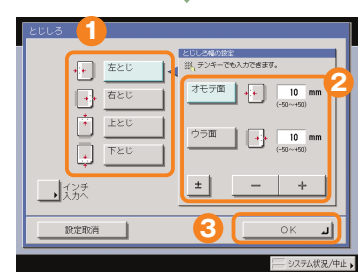 とじしろ
1
左とじ
右とじ
上とじ
下とじ
インチ
入力へ
とじしろ幅の設定
テンキーでも入力できます。
2
オモテ面
10 mm
(-50~+50)
ウラ面
10 mm
(-50~+50)
±
－
＋
設定取消
3
OK
システム状況/中止